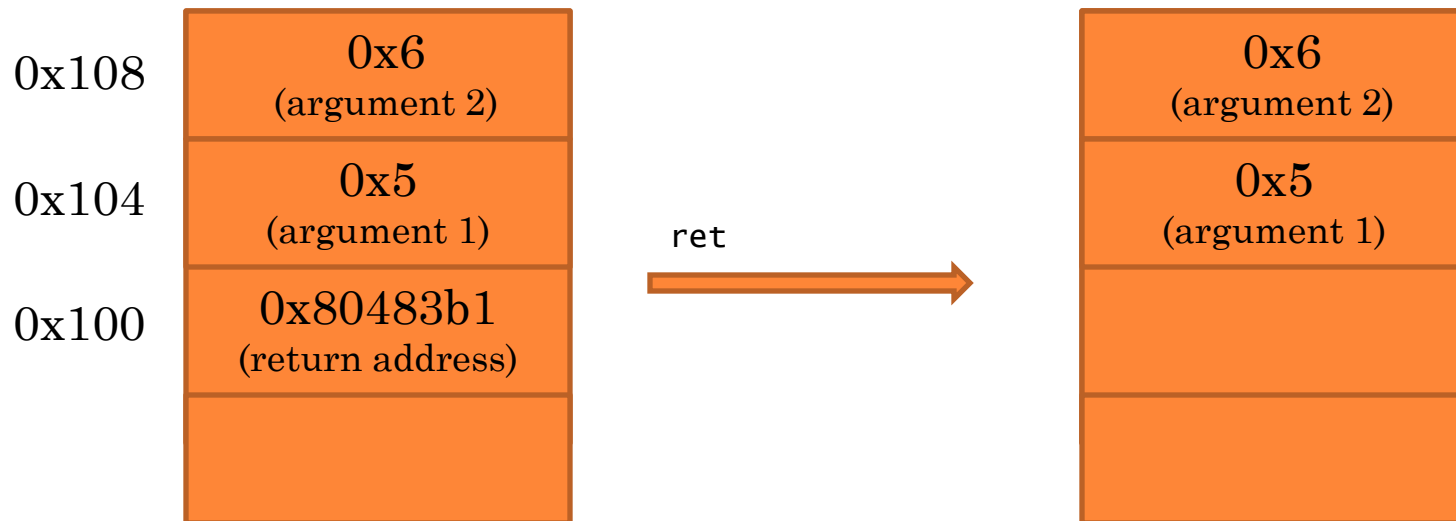 0x108
0x6
(argument 2)
0x6
(argument 2)
0x104
0x5
(argument 1)
0x5
(argument 1)
ret
0x100
0x80483b1
(return address)